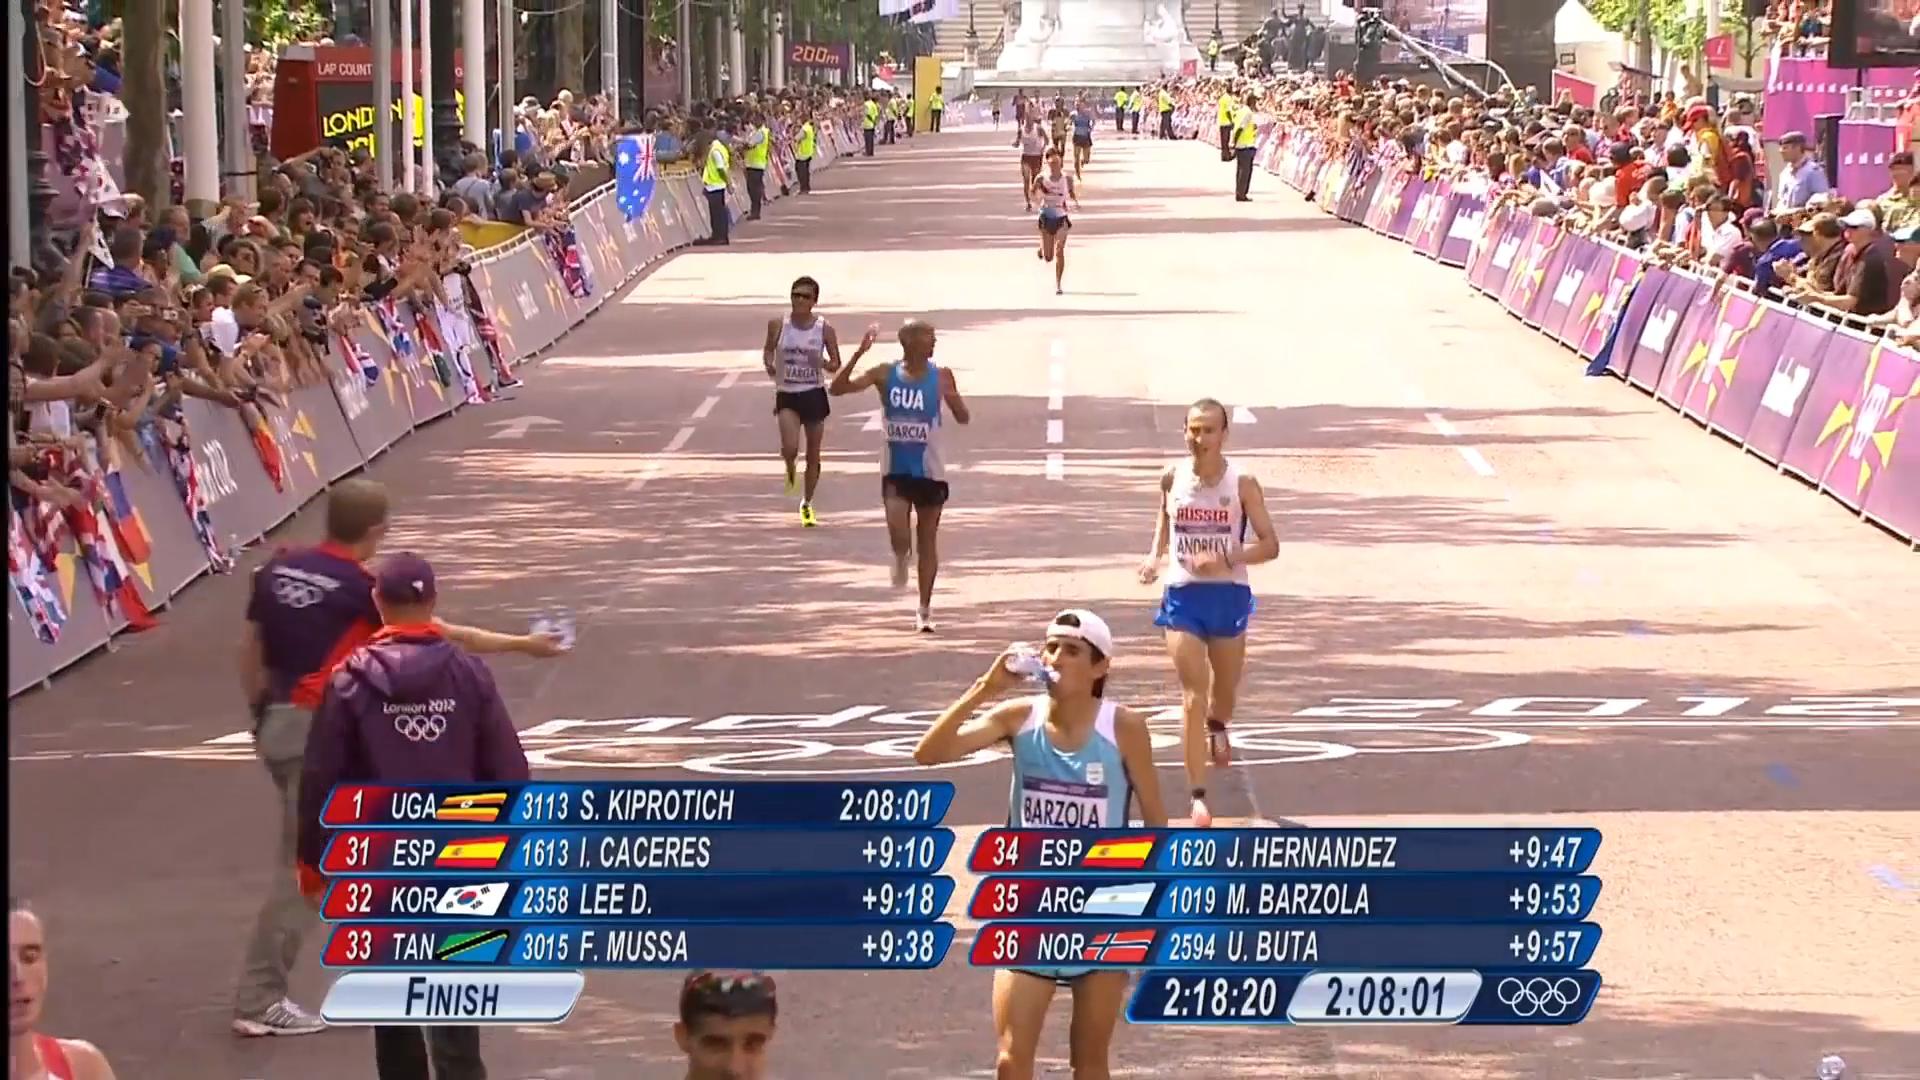 200m
LAP COUNT
LONDON
GUA
GARCIA
VARGA
RUSSIA
ANDREEV
London 2012
2012
BARZOLA
1 UGA 3113 S. KIPROTICH 2:08:01
31 ESP 1613 I. CACERES +9:10
32 KOR 2358 LEE D. +9:18
33 TAN 3015 F. MUSSA +9:38
34 ESP 1620 J. HERNANDEZ +9:47
35 ARG 1019 M. BARZOLA +9:53
36 NOR 2594 U. BUTA +9:57
FINISH
2:18:20 2:08:01